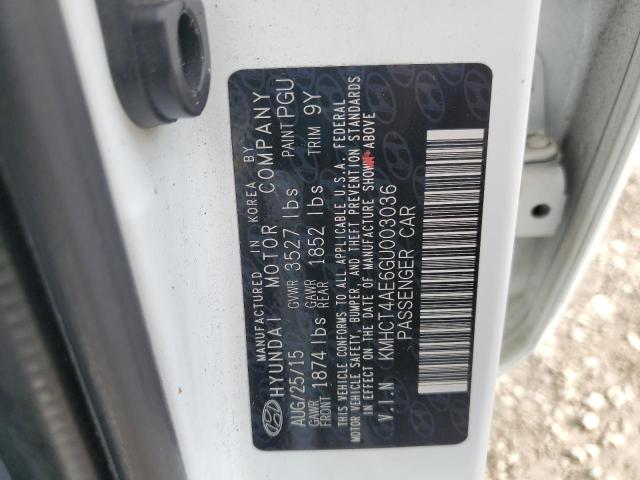 MANUFACTURED IN KOREA BY
HYUNDAI MOTOR COMPANY
AUG/25/15 GVWR 3527 lbs PAINT PGU
GAWR FRONT 1874 lbs GAWR REAR 1852 lbs TRIM 9Y
THIS VEHICLE CONFORMS TO ALL APPLICABLE U.S.A. FEDERAL
MOTOR VEHICLE SAFETY, BUMPER, AND THEFT PREVENTION STANDARDS
IN EFFECT ON THE DATE OF MANUFACTURE SHOWN ABOVE
V.I.N KMHCT4AE6GU003036
PASSENGER CAR